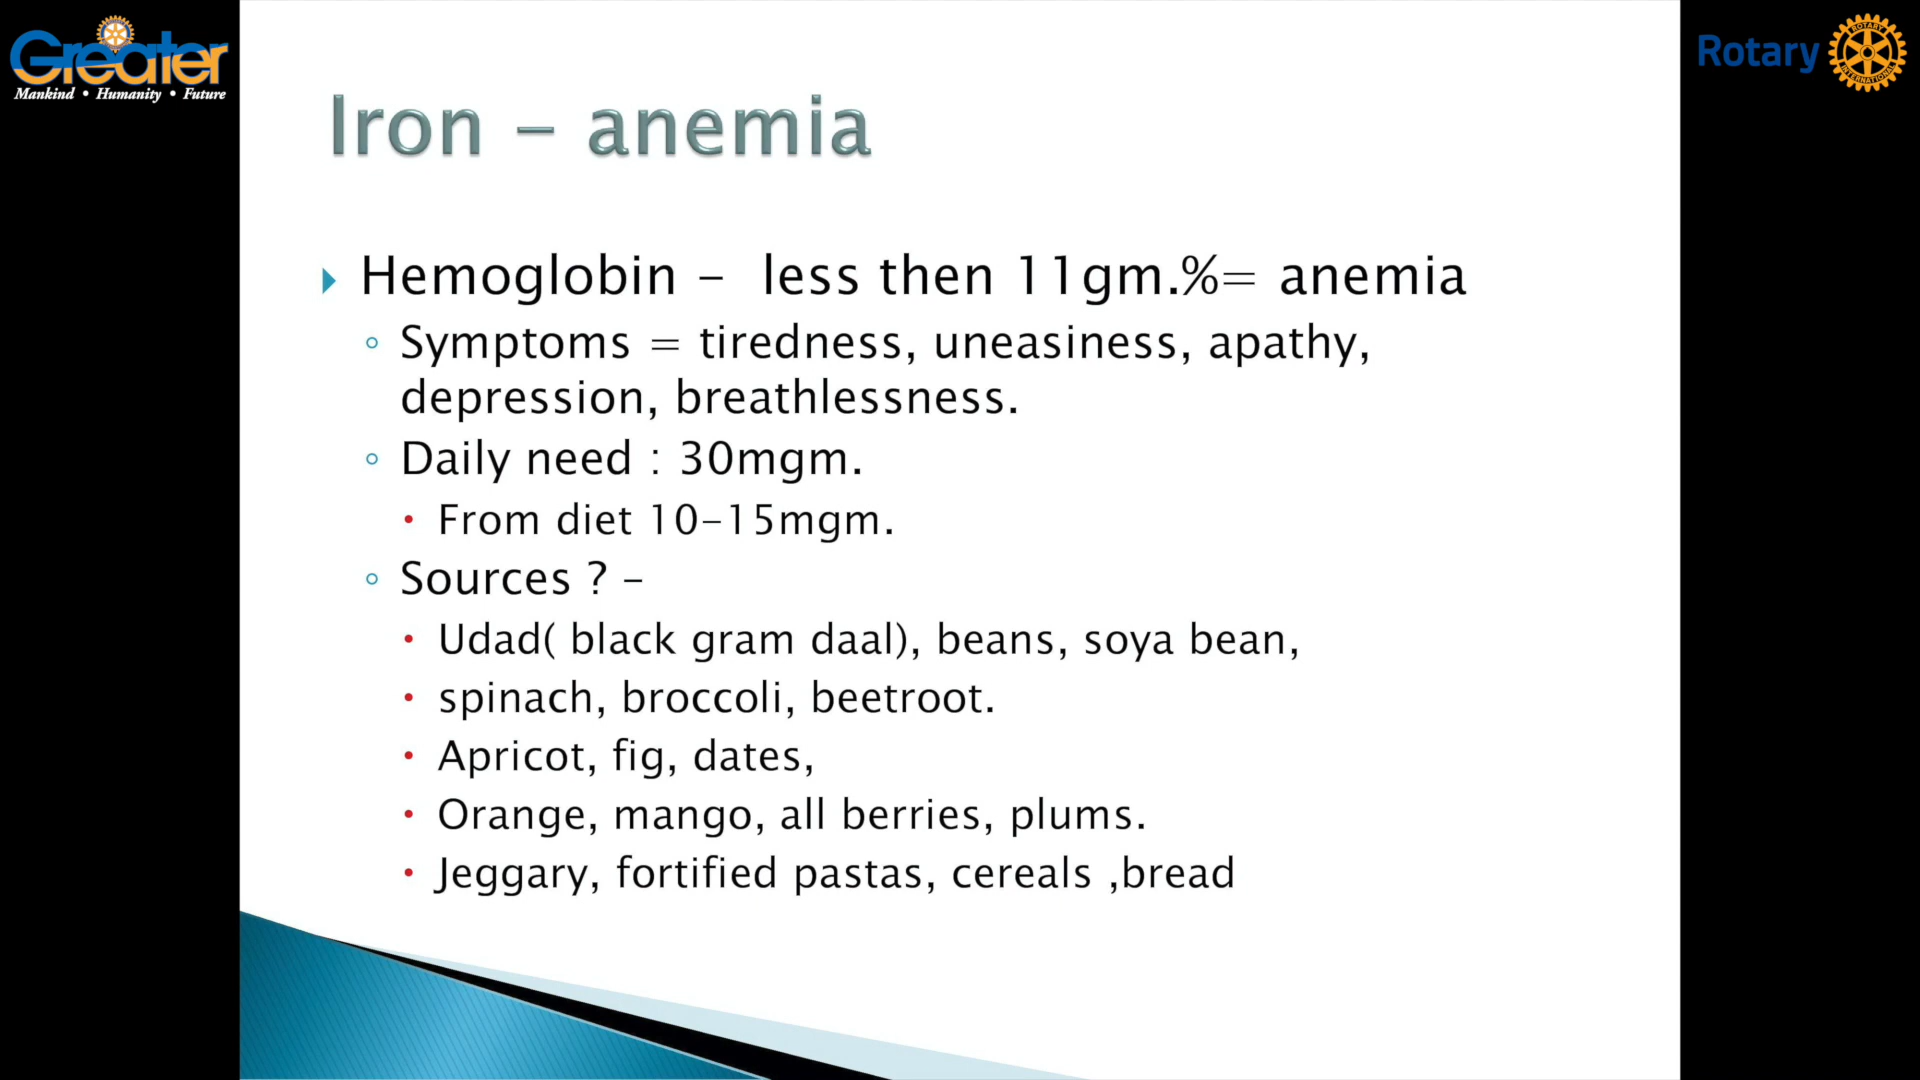 Greater
Mankind • Humanity • Future
Rotary
ROTARY
INTERNATIONAL
Iron - anemia
Hemoglobin - less then 11gm.%= anemia
Symptoms = tiredness, uneasiness, apathy,
depression, breathlessness.
Daily need : 30mgm.
From diet 10-15mgm.
Sources ? -
Udad( black gram daal), beans, soya bean,
spinach, broccoli, beetroot.
Apricot, fig, dates,
Orange, mango, all berries, plums.
Jeggary, fortified pastas, cereals ,bread